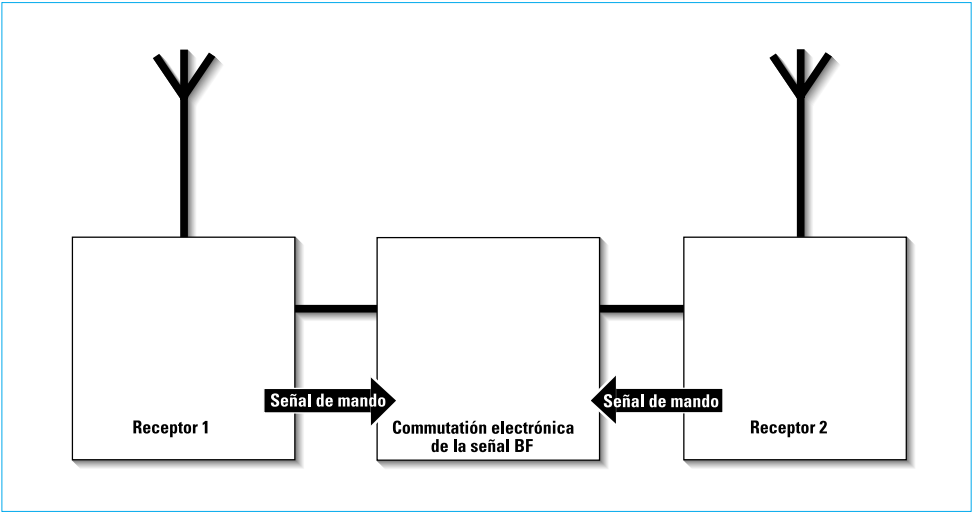 Señal de mando
Señal de mando
Receptor 1
Commutatión electrónica
de la señal BF
Receptor 2